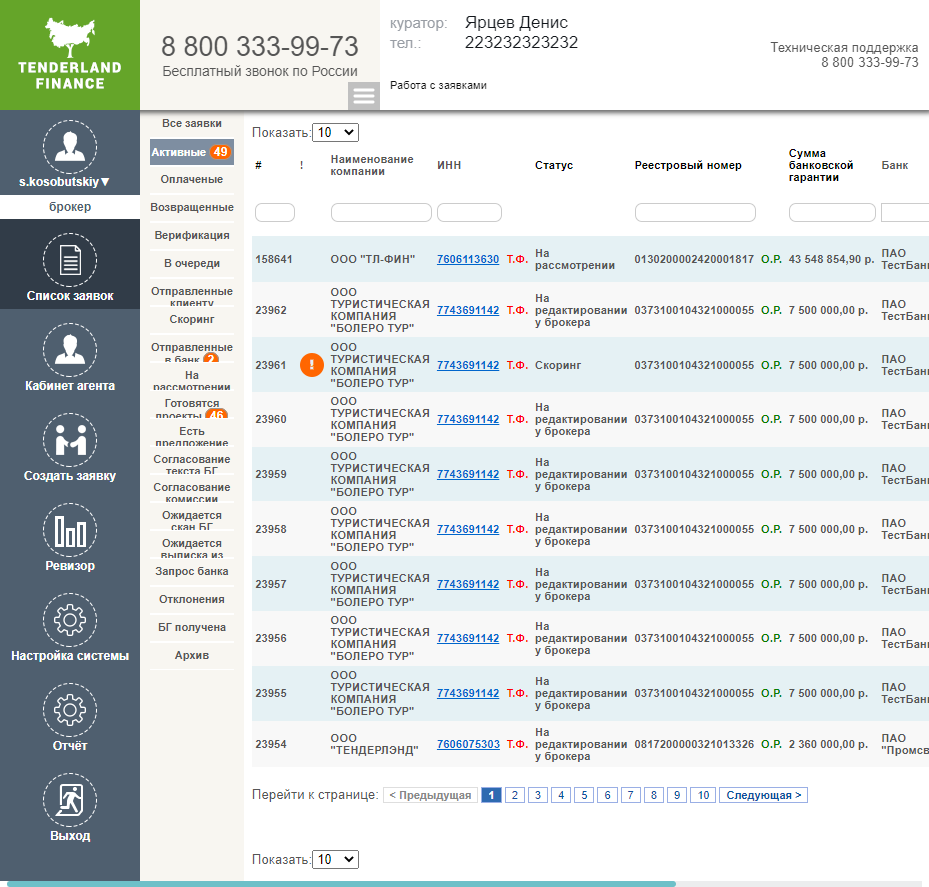 TENDERLAND
FINANCE
8 800 333-99-73
Бесплатный звонок по России
куратор: Ярцев Денис
тел.: 223232323232
Работа с заявками
Техническая поддержка
8 800 333-99-73
s.kosobutskiy▼
брокер
Список заявок
Кабинет агента
Создать заявку
Ревизор
Настройка системы
Отчёт
Выход
Все заявки
Активные 49
Оплаченые
Возвращенные
Верификация
В очереди
Отправленные
клиенту
Скоринг
Отправленные
в банк 2
На
рассмотрении
Готовятся
проекты 46
Есть
предложение
Согласование
текста БГ
Согласование
комиссии
Ожидается
скан БГ
Ожидается
выписка из
Запрос банка
Отклонения
БГ получена
Архив
Показать: 10
# ! Наименование компании ИНН Статус Реестровый номер Сумма банковской гарантии Банк
158641 ООО "ТЛ-ФИН" 7606113630 Т.Ф. На рассмотрении 0130200002420001817 О.Р. 43 548 854,90 р. ПАО ТестБан
23962 ООО ТУРИСТИЧЕСКАЯ КОМПАНИЯ "БОЛЕРО ТУР" 7743691142 Т.Ф. На редактировании у брокера 0373100104321000055 О.Р. 7 500 000,00 р. ПАО ТестБан
23961 ! ООО ТУРИСТИЧЕСКАЯ КОМПАНИЯ "БОЛЕРО ТУР" 7743691142 Т.Ф. Скоринг 0373100104321000055 О.Р. 7 500 000,00 р. ПАО ТестБан
23960 ООО ТУРИСТИЧЕСКАЯ КОМПАНИЯ "БОЛЕРО ТУР" 7743691142 Т.Ф. На редактировании у брокера 0373100104321000055 О.Р. 7 500 000,00 р. ПАО ТестБан
23959 ООО ТУРИСТИЧЕСКАЯ КОМПАНИЯ "БОЛЕРО ТУР" 7743691142 Т.Ф. На редактировании у брокера 0373100104321000055 О.Р. 7 500 000,00 р. ПАО ТестБан
23958 ООО ТУРИСТИЧЕСКАЯ КОМПАНИЯ "БОЛЕРО ТУР" 7743691142 Т.Ф. На редактировании у брокера 0373100104321000055 О.Р. 7 500 000,00 р. ПАО ТестБан
23957 ООО ТУРИСТИЧЕСКАЯ КОМПАНИЯ "БОЛЕРО ТУР" 7743691142 Т.Ф. На редактировании у брокера 0373100104321000055 О.Р. 7 500 000,00 р. ПАО ТестБан
23956 ООО ТУРИСТИЧЕСКАЯ КОМПАНИЯ "БОЛЕРО ТУР" 7743691142 Т.Ф. На редактировании у брокера 0373100104321000055 О.Р. 7 500 000,00 р. ПАО ТестБан
23955 ООО ТУРИСТИЧЕСКАЯ КОМПАНИЯ "БОЛЕРО ТУР" 7743691142 Т.Ф. На редактировании у брокера 0373100104321000055 О.Р. 7 500 000,00 р. ПАО ТестБан
23954 ООО "ТЕНДЕРЛЭНД" 7606075303 Т.Ф. На редактировании у брокера 0817200000321013326 О.Р. 2 360 000,00 р. ПАО "Промсв
Перейти к странице: < Предыдущая 1 2 3 4 5 6 7 8 9 10 Следующая >
Показать: 10